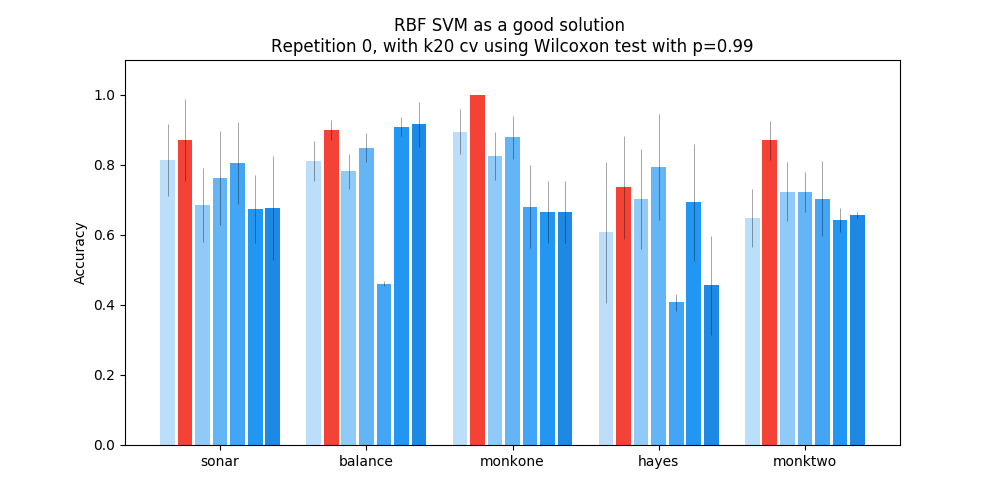 RBF SVM as a good solution
Repetition 0, with k20 cv using Wilcoxon test with p=0.99
1.0
0.8
0.6
0.4
0.2
0.0
Accuracy
sonar
balance
monkone
hayes
monktwo